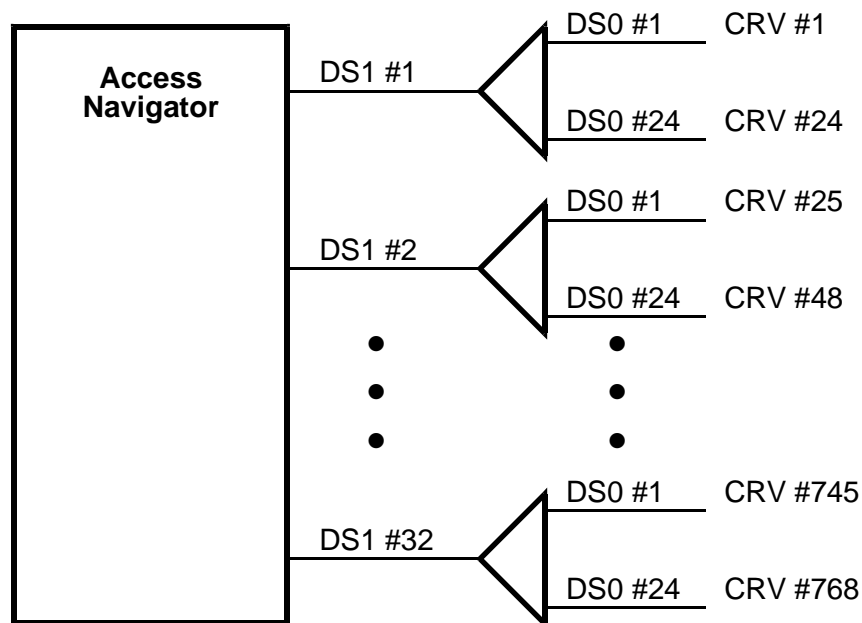 Access
Navigator
DS1 #1
DS0 #1 CRV #1
DS0 #24 CRV #24
DS1 #2
DS0 #1 CRV #25
DS0 #24 CRV #48
DS1 #32
DS0 #1 CRV #745
DS0 #24 CRV #768